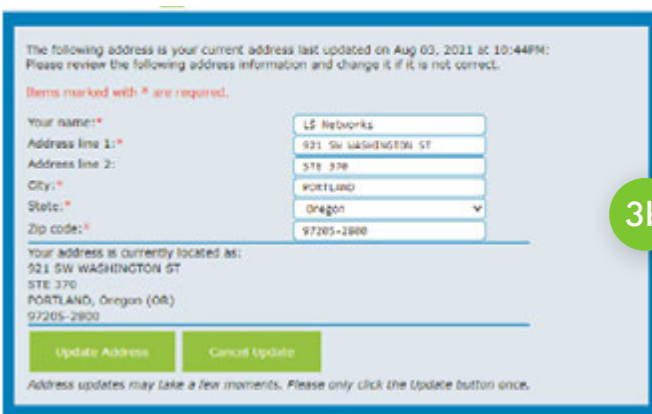 The following address is your current address last updated on Aug 03, 2021 at 10:44PM:
Please review the following address information and change it if it is not correct.
Items marked with * are required.
Your name:* LS Networks
Address line 1:* 921 SW WASHINGTON ST
Address line 2: STE 370
City:* PORTLAND
State:* Oregon
Zip code:* 97205-2800
Your address is currently located as:
921 SW WASHINGTON ST
STE 370
PORTLAND, Oregon (OR)
97205-2800
Update Address Cancel Update
Address updates may take a few moments. Please only click the Update button once.